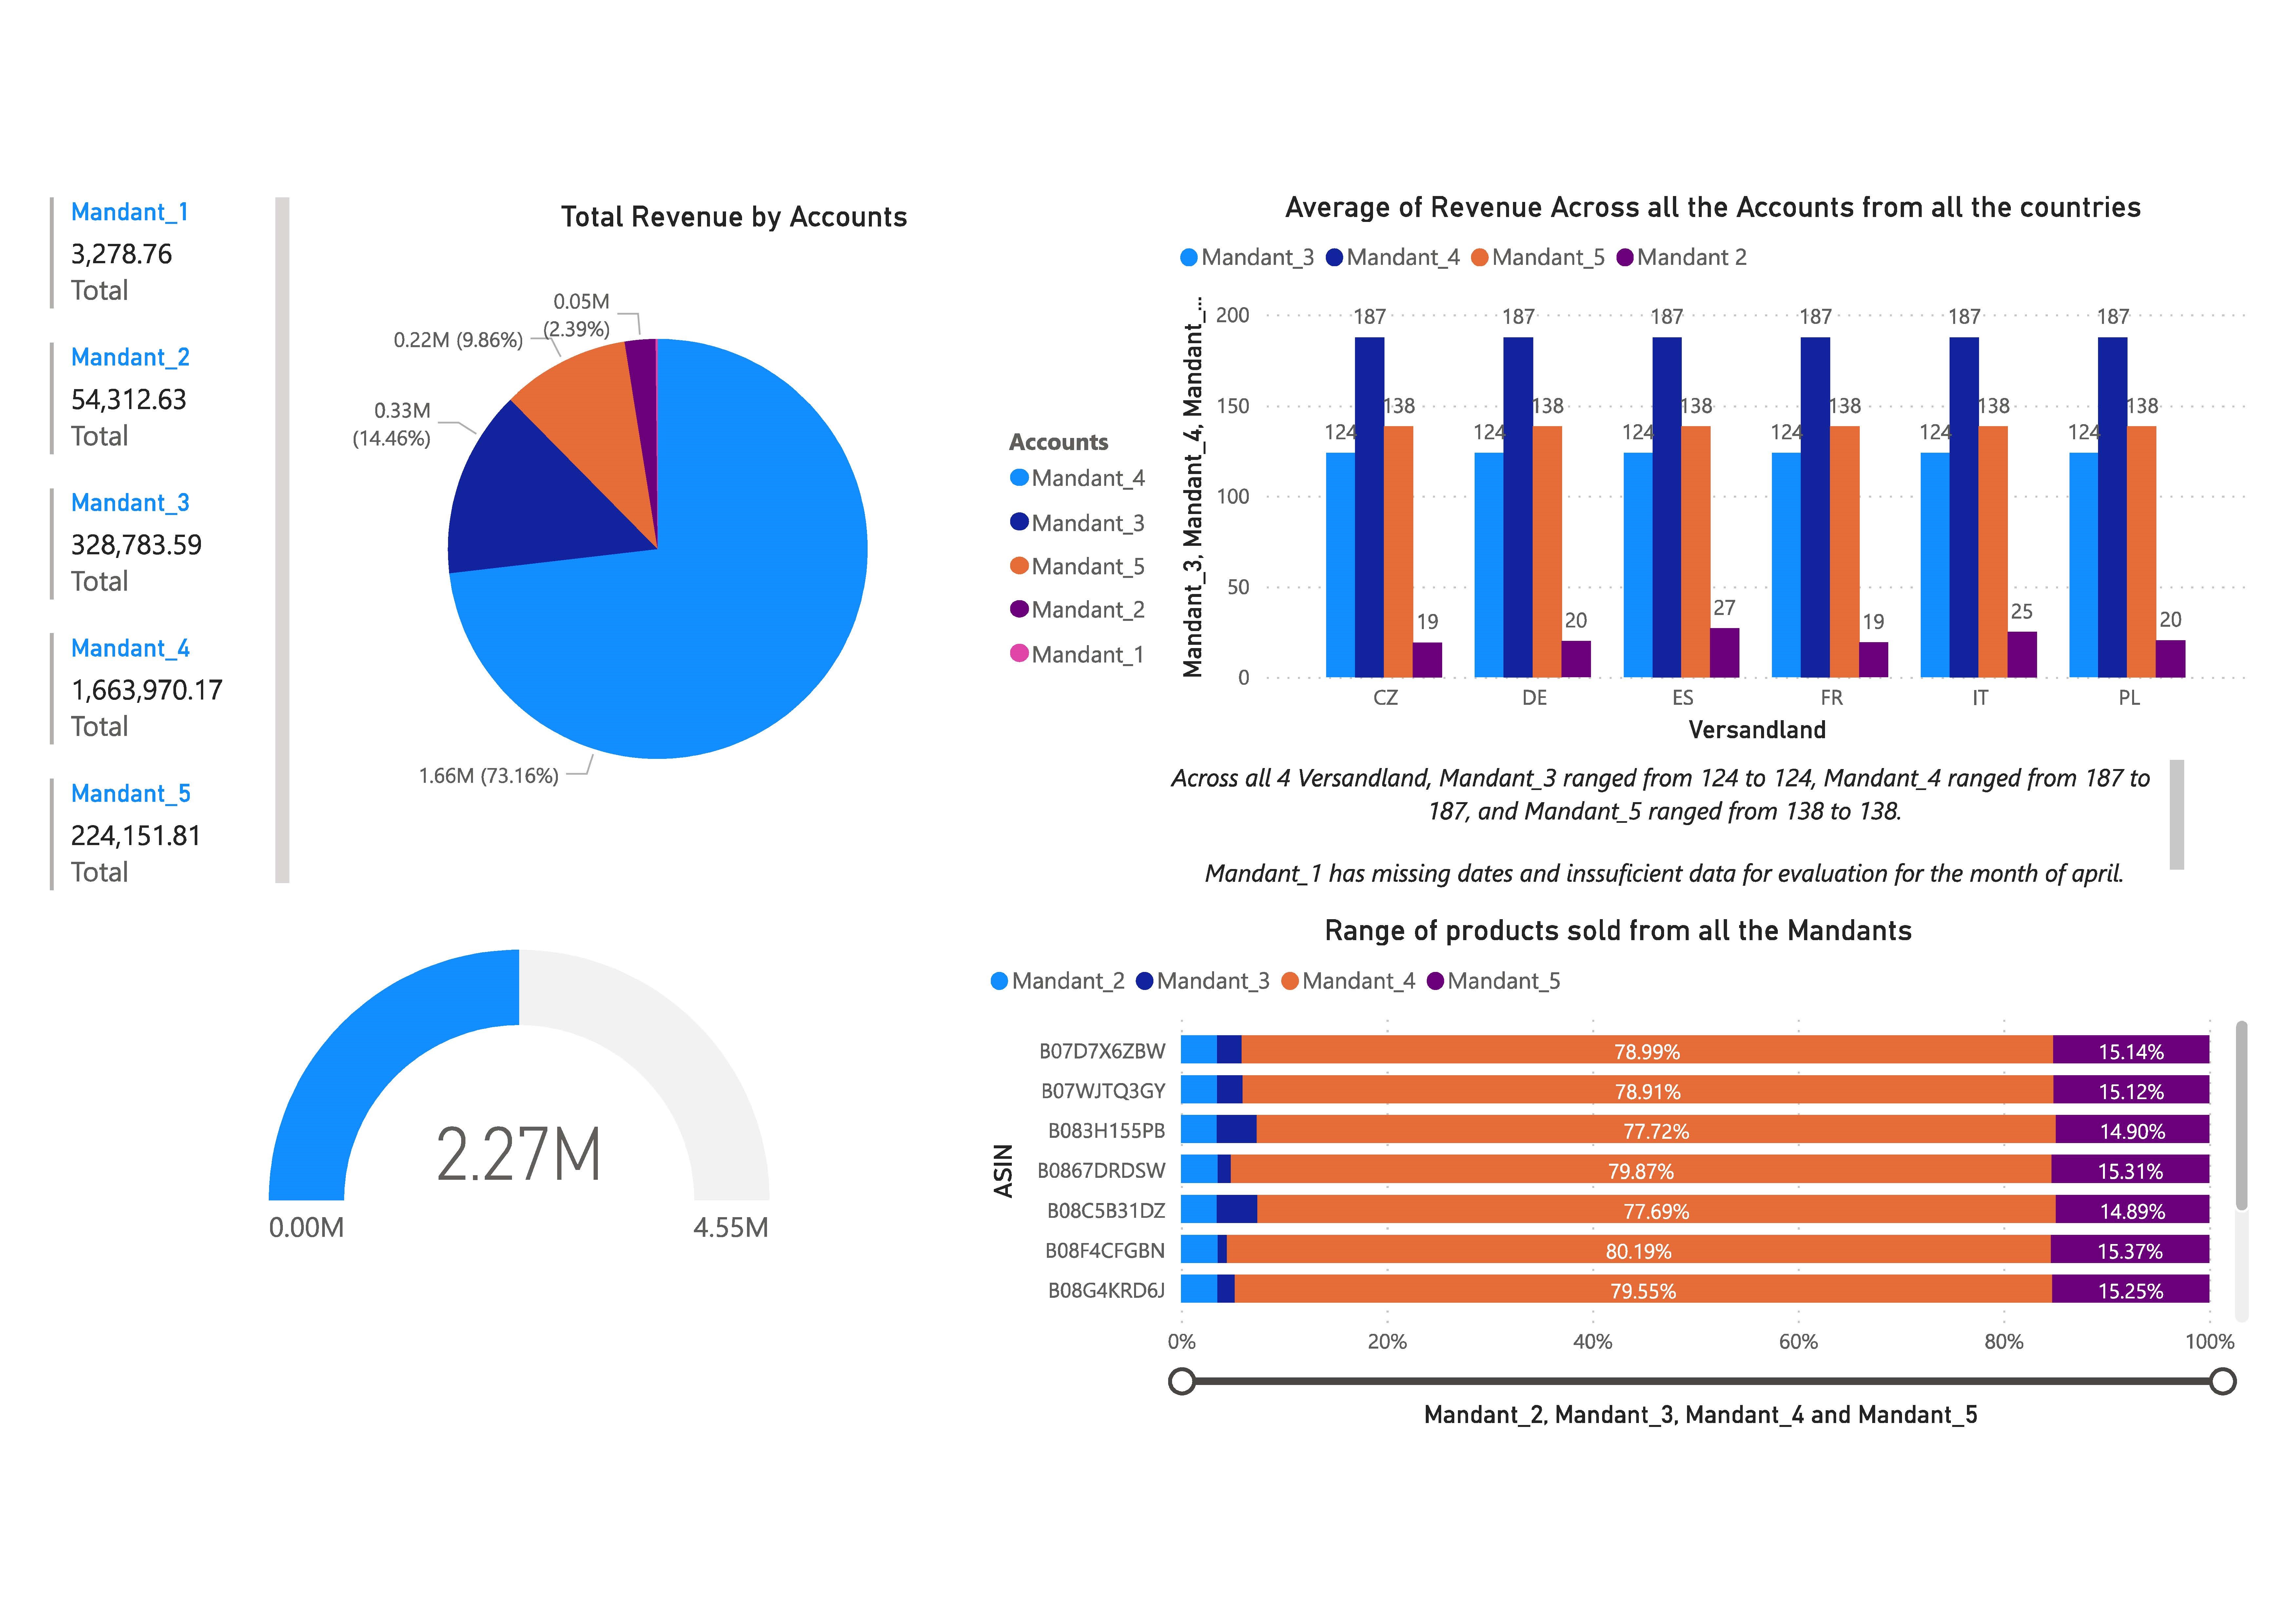 Mandant_1
3,278.76
Total
Mandant_2
54,312.63
Total
Mandant_3
328,783.59
Total
Mandant_4
1,663,970.17
Total
Mandant_5
224,151.81
Total
Total Revenue by Accounts
0.05M
(2.39%)
0.22M (9.86%)
0.33M
(14.46%)
1.66M (73.16%)
Accounts
Mandant_4
Mandant_3
Mandant_5
Mandant_2
Mandant_1
Average of Revenue Across all the Accounts from all the countries
Mandant_3 Mandant_4 Mandant_5 Mandant 2
Mandant_3, Mandant_4, Mandant_...
200
150
100
50
0
187 187 187 187 187 187
138 138 138 138 138 138
124 124 124 124 124 124
19 20 27 19 25 20
CZ DE ES FR IT PL
Versandland
Across all 4 Versandland, Mandant_3 ranged from 124 to 124, Mandant_4 ranged from 187 to
187, and Mandant_5 ranged from 138 to 138.
Mandant_1 has missing dates and inssuficient data for evaluation for the month of april.
2.27M
0.00M 4.55M
Range of products sold from all the Mandants
Mandant_2 Mandant_3 Mandant_4 Mandant_5
ASIN
B07D7X6ZBW 78.99% 15.14%
B07WJTQ3GY 78.91% 15.12%
B083H155PB 77.72% 14.90%
B0867DRDSW 79.87% 15.31%
B08C5B31DZ 77.69% 14.89%
B08F4CFGBN 80.19% 15.37%
B08G4KRD6J 79.55% 15.25%
0% 20% 40% 60% 80% 100%
Mandant_2, Mandant_3, Mandant_4 and Mandant_5